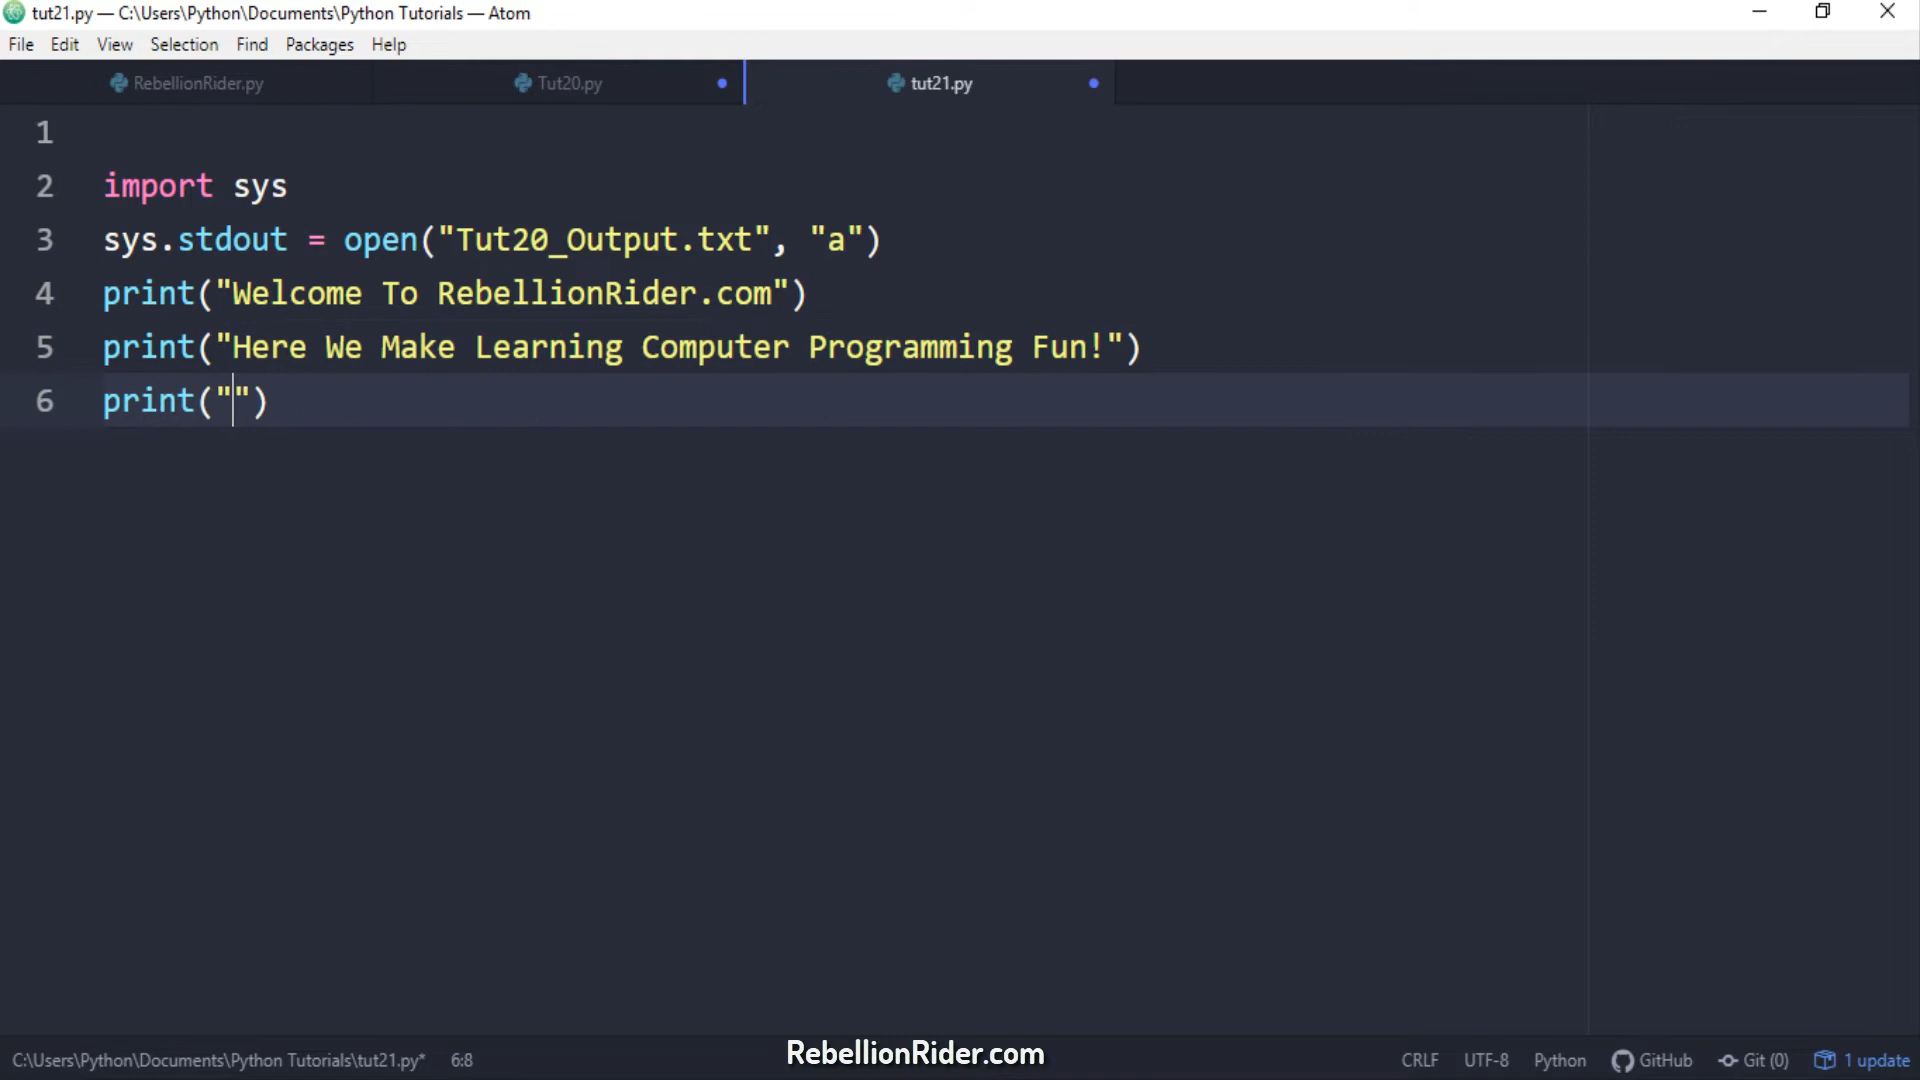 tut21.py — C:\Users\Python\Documents\Python Tutorials — Atom
File Edit View Selection Find Packages Help
RebellionRider.py Tut20.py tut21.py
1
2 import sys
3 sys.stdout = open("Tut20_Output.txt", "a")
4 print("Welcome To RebellionRider.com")
5 print("Here We Make Learning Computer Programming Fun!")
6 print("")
C:\Users\Python\Documents\Python Tutorials\tut21.py* 6:8 RebellionRider.com CRLF UTF-8 Python GitHub Git (0) 1 update